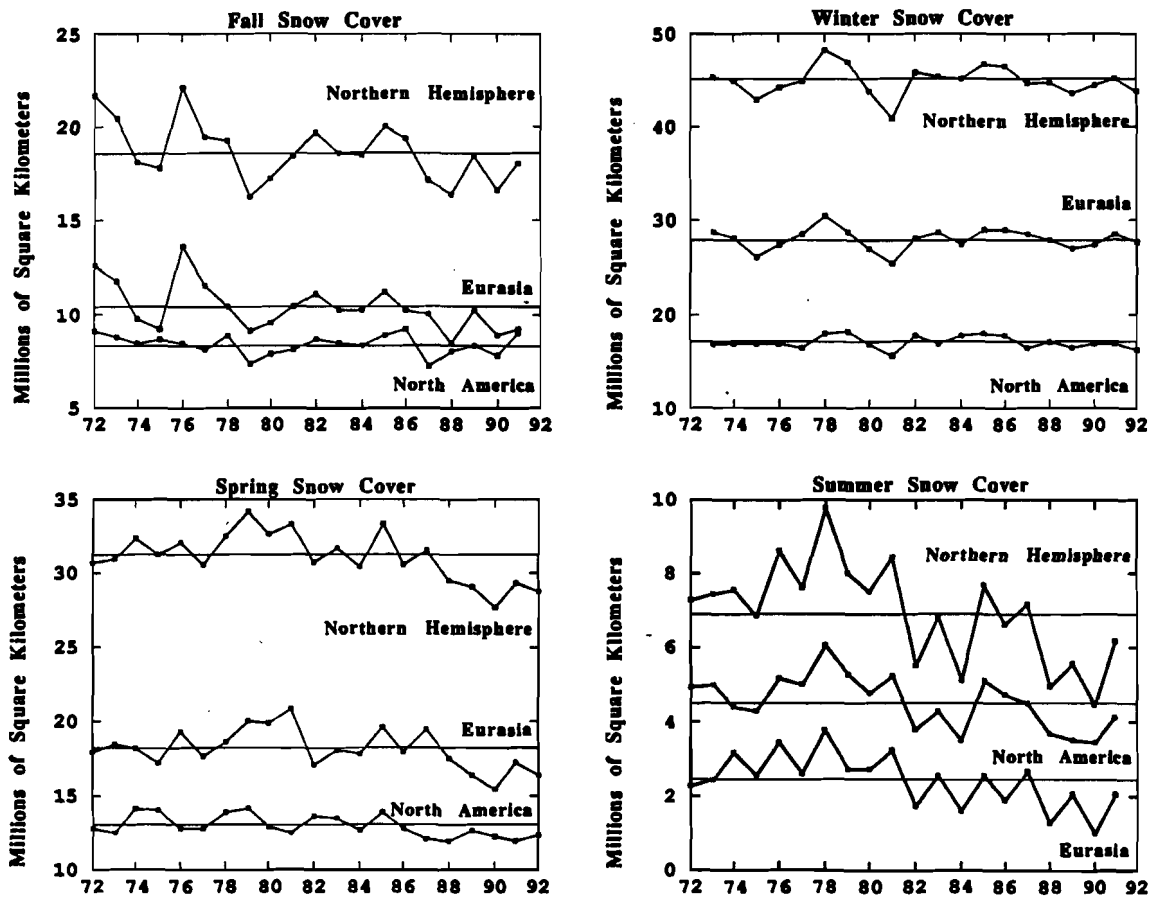 Fall Snow Cover
Millions of Square Kilometers
25
20
15
10
5
Northern Hemisphere
Eurasia
North America
72 74 76 78 80 82 84 86 88 90 92
Winter Snow Cover
Millions of Square Kilometers
50
40
30
20
10
Northern Hemisphere
Eurasia
North America
72 74 76 78 80 82 84 86 88 90 92
Spring Snow Cover
Millions of Square Kilometers
35
30
25
20
15
10
Northern Hemisphere
Eurasia
North America
72 74 76 78 80 82 84 86 88 90 92
Summer Snow Cover
Millions of Square Kilometers
10
8
6
4
2
0
Northern Hemisphere
North America
Eurasia
72 74 76 78 80 82 84 86 88 90 92